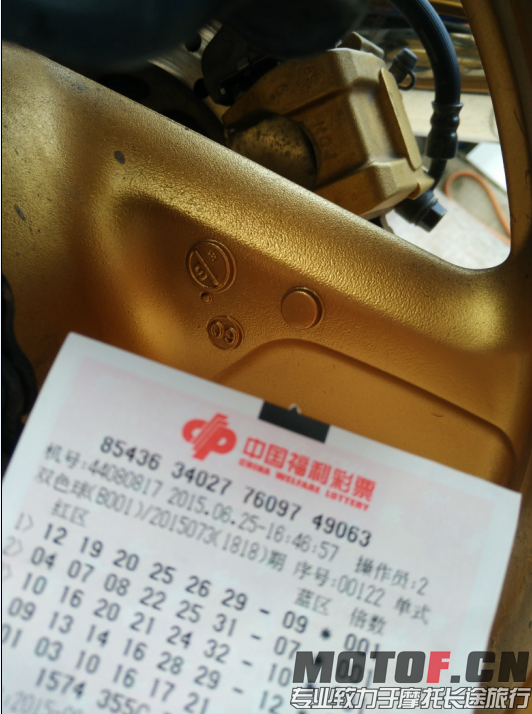 09
中国福利彩票
CHINA WELFARE LOTTERY
85436 34027 76097 49063
机号:44080817 2015.06.25-16:46:57 操作员:2
双色球(B001)/2015073(1818)期 序号:00122 单式
红区 蓝区 倍数
1) 12 19 20 25 26 29 - 09 * 001
2) 04 07 08 22 25 31 - 07
10 16 20 21 24 32 -
09 13 14 16 28 29 - 12
01 03 10 16 17 21 -
1574
MOTOF.CN
专业致力于摩托长途旅行